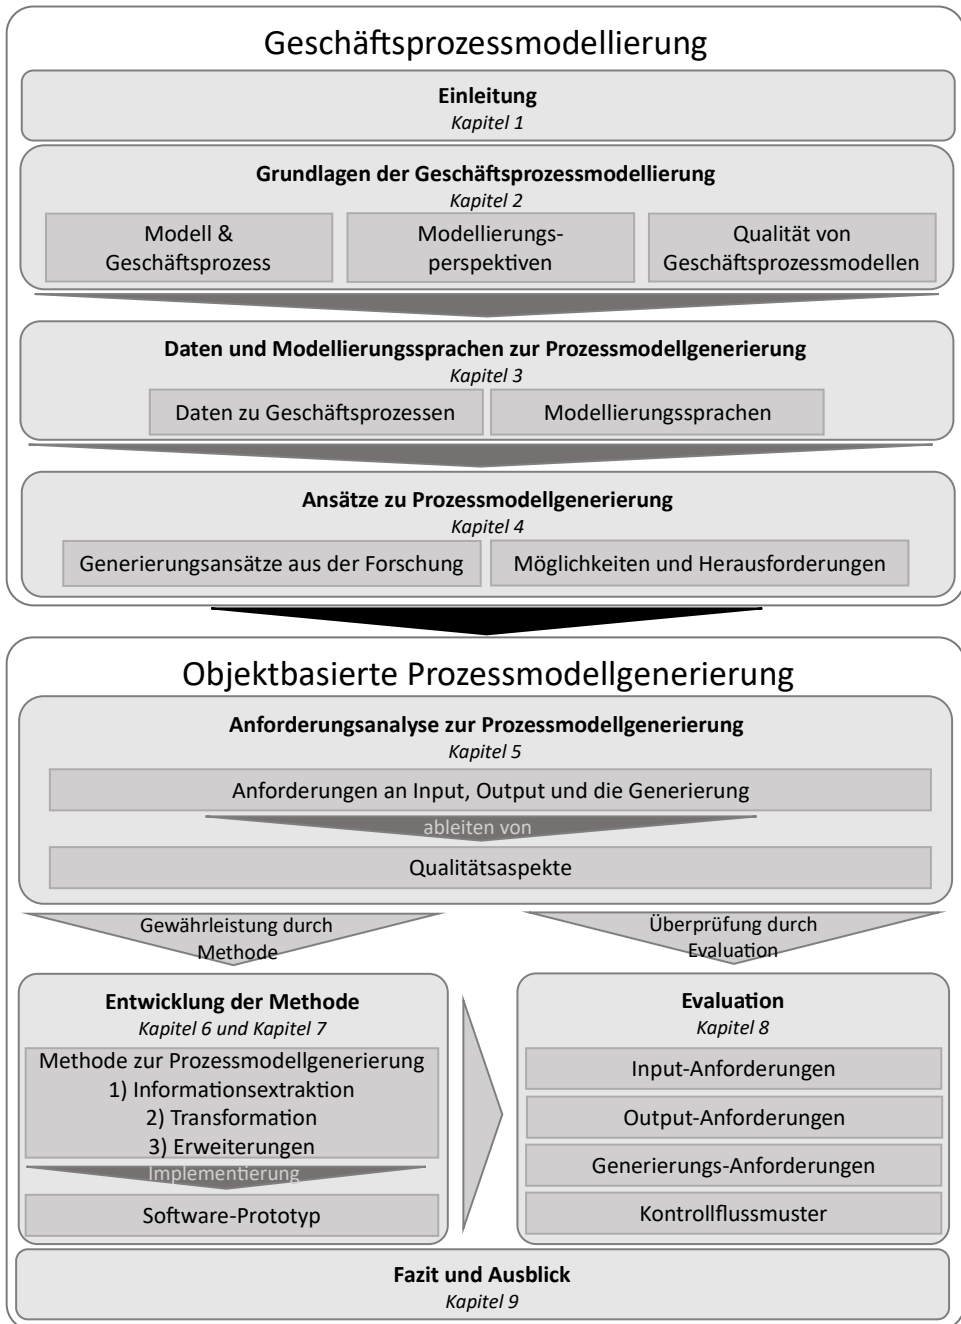 Geschäftsprozessmodellierung
Einleitung
Kapitel 1
Grundlagen der Geschäftsprozessmodellierung
Kapitel 2
Modell &
Geschäftsprozess
Modellierungs-
perspektiven
Qualität von
Geschäftsprozessmodellen
Daten und Modellierungssprachen zur Prozessmodellgenerierung
Kapitel 3
Daten zu Geschäftsprozessen
Modellierungssprachen
Ansätze zu Prozessmodellgenerierung
Kapitel 4
Generierungsansätze aus der Forschung
Möglichkeiten und Herausforderungen
Objektbasierte Prozessmodellgenerierung
Anforderungsanalyse zur Prozessmodellgenerierung
Kapitel 5
Anforderungen an Input, Output und die Generierung
ableiten von
Qualitätsaspekte
Gewährleistung durch
Methode
Überprüfung durch
Evaluation
Entwicklung der Methode
Kapitel 6 und Kapitel 7
Methode zur Prozessmodellgenerierung
1) Informationsextraktion
2) Transformation
3) Erweiterungen
Implementierung
Software-Prototyp
Evaluation
Kapitel 8
Input-Anforderungen
Output-Anforderungen
Generierungs-Anforderungen
Kontrollflussmuster
Fazit und Ausblick
Kapitel 9